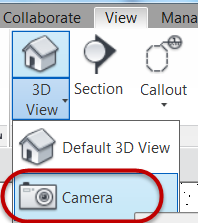 Collaborate View Mana
3D
View
Section
Callout
Default 3D View
Camera